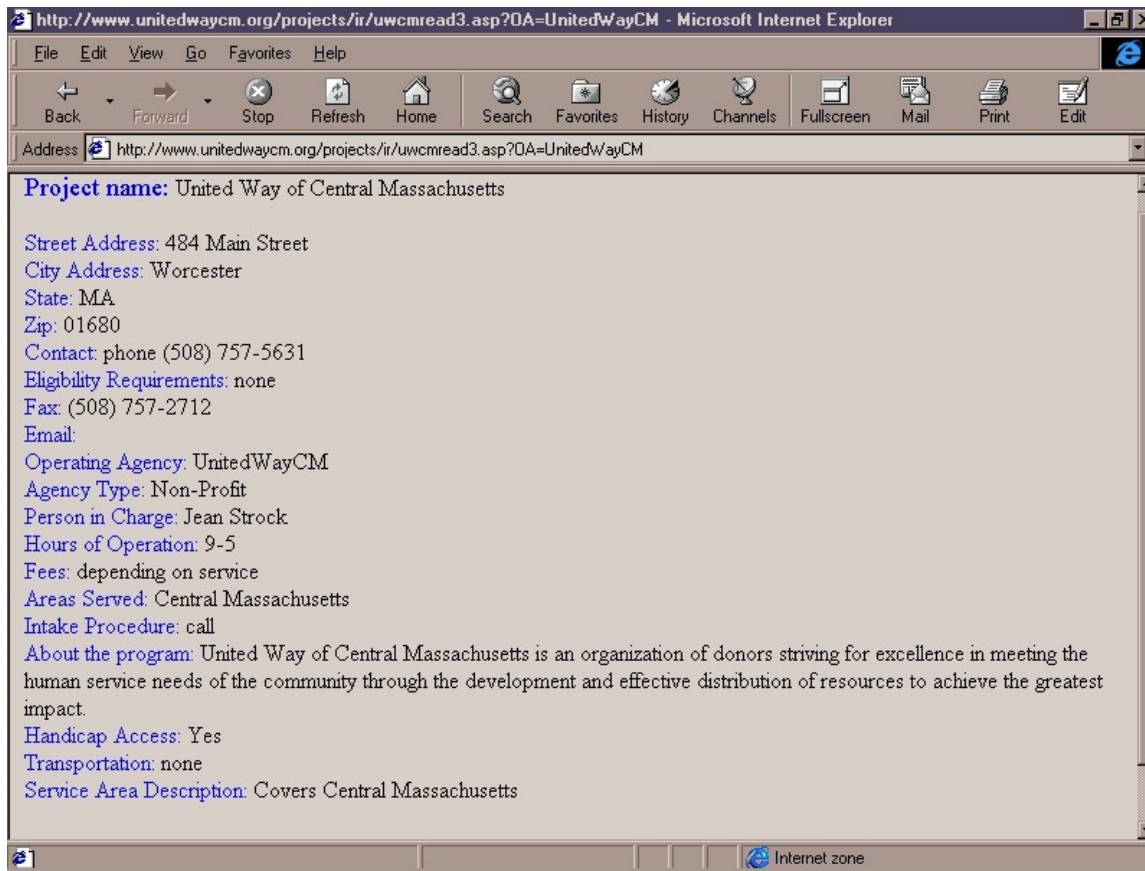 http://www.unitedwaycm.org/projects/ir/uwcmread3.asp?OA=UnitedWayCM - Microsoft Internet Explorer
File Edit View Go Favorites Help
Back Forward Stop Refresh Home Search Favorites History Channels Fullscreen Mail Print Edit
Address http://www.unitedwaycm.org/projects/ir/uwcmread3.asp?OA=UnitedWayCM
Project name: United Way of Central Massachusetts
Street Address: 484 Main Street
City Address: Worcester
State: MA
Zip: 01680
Contact: phone (508) 757-5631
Eligibility Requirements: none
Fax: (508) 757-2712
Email:
Operating Agency: UnitedWayCM
Agency Type: Non-Profit
Person in Charge: Jean Strock
Hours of Operation: 9-5
Fees: depending on service
Areas Served: Central Massachusetts
Intake Procedure: call
About the program: United Way of Central Massachusetts is an organization of donors striving for excellence in meeting the
human service needs of the community through the development and effective distribution of resources to achieve the greatest
impact.
Handicap Access: Yes
Transportation: none
Service Area Description: Covers Central Massachusetts
Internet zone